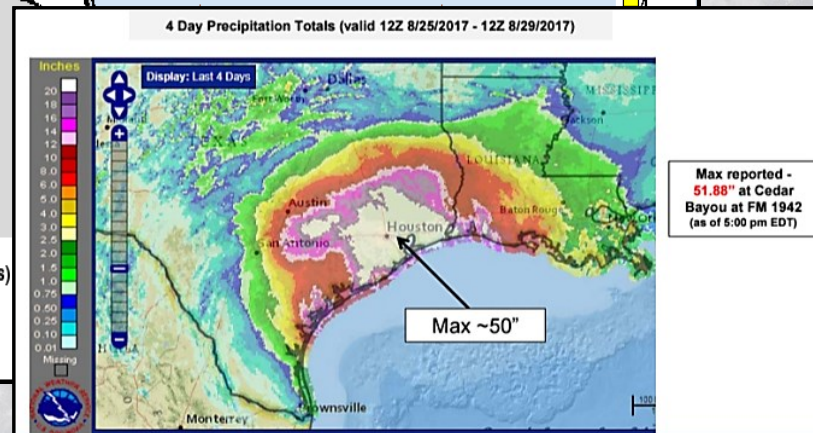 4 Day Precipitation Totals (valid 12Z 8/25/2017 - 12Z 8/29/2017)
Inches
Display: Last 4 Days
20
18
16
14
12
10
8.0
6.0
5.0
4.0
3.0
2.5
2.0
1.5
1.0
0.75
0.50
0.25
0.10
0.01
Missing
Dallas
Fort Worth
TEXAS
MISSISSIPP
Jackson
LOUISIANA
Austin
Houston
Baton Rouge
San Antonio
Max ~50”
Brownsville
Monterrey
100
s)
Max reported -
51.88” at Cedar
Bayou at FM 1942
(as of 5:00 pm EDT)